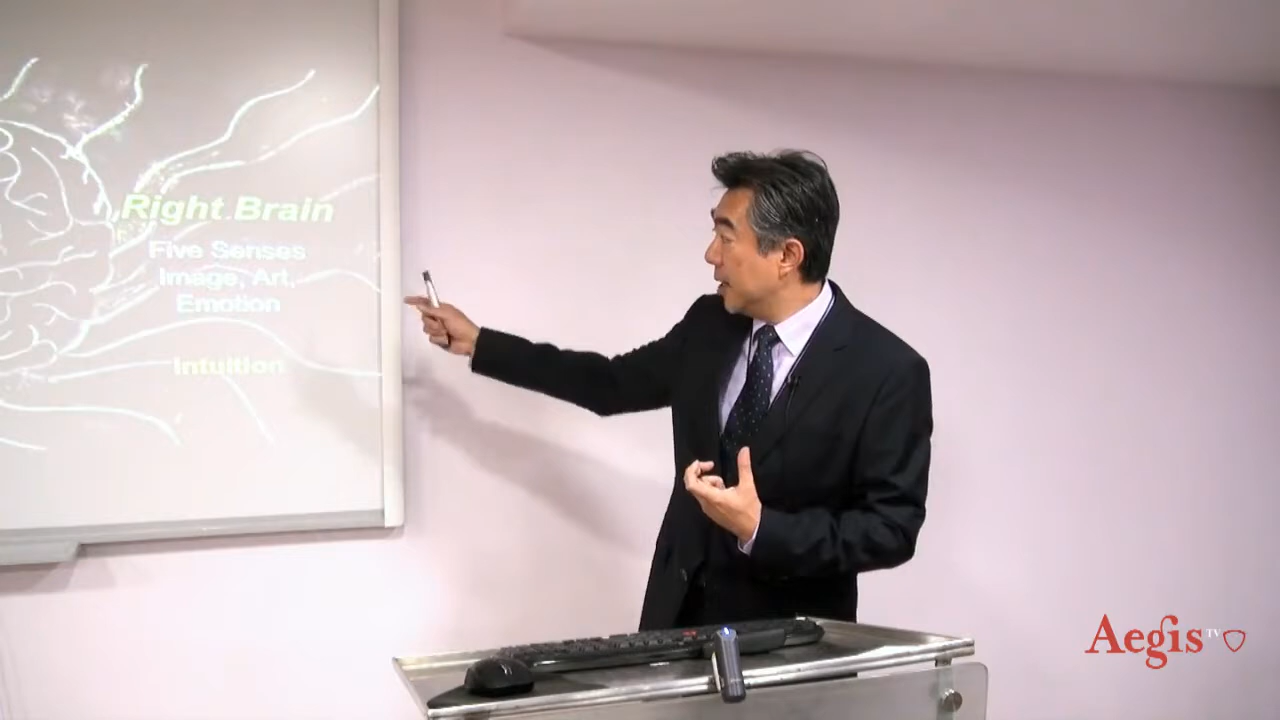 Right Brain
Five Senses
Image, Art,
Emotion
Intuition
Aegis TV